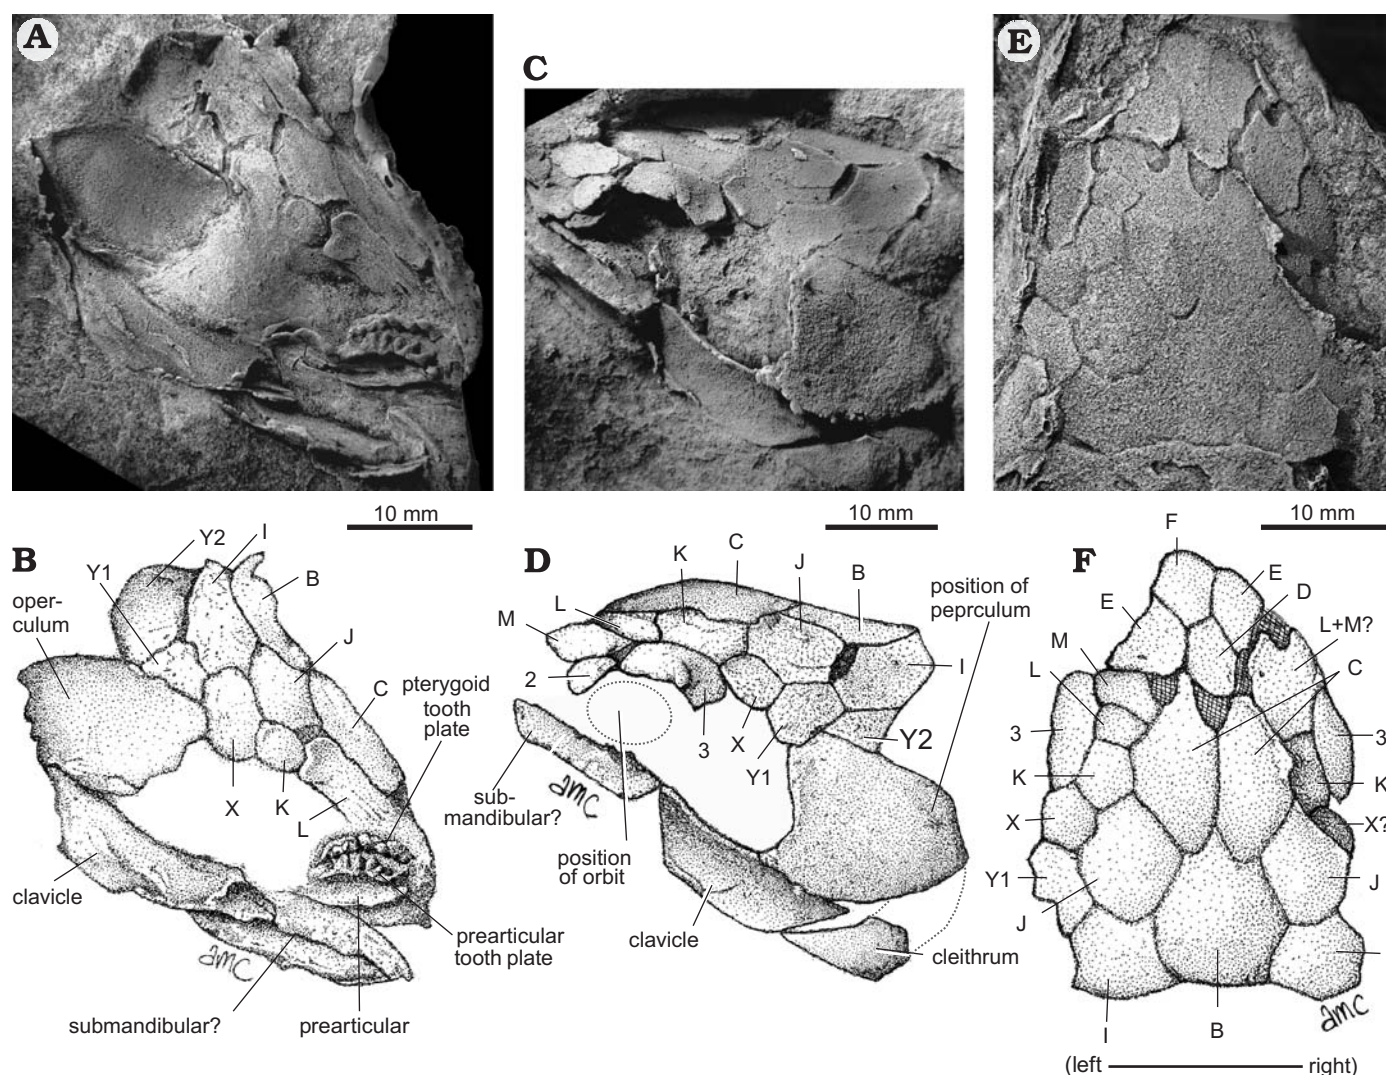 A
C
E
10 mm
10 mm
10 mm
B
Y2
I
Y1
B
oper-
culum
J
C
pterygoid
tooth
plate
X
K
L
clavicle
prearticular
tooth plate
amc
submandibular?
prearticular
D
K
C
J
B
position of
peprculum
L
M
I
2
3
X
Y1
Y2
sub-
mandibular?
amc
position
of orbit
clavicle
cleithrum
F
F
E
E
D
L+M?
M
C
L
3
3
K
K
X
X?
Y1
J
J
I
B
amc
(left
right)